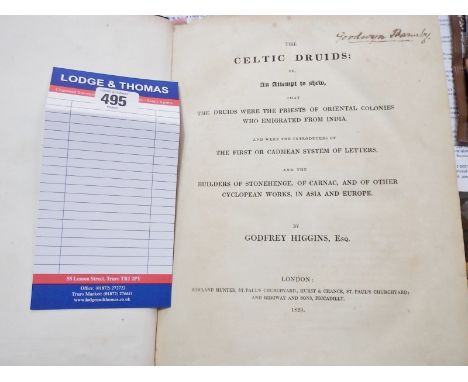 LODGE & THOMAS
495
58 Lemon Street, Truro TR1 2PY
Office: (01872) 272722
Truro Market: (01872)
www.lodgeandthomas.co.uk
Goodwyn Barmby
THE
CELTIC DRUIDS:
OR,
An Attempt to shew,
THAT
THE DRUIDS WERE THE PRIESTS OF ORIENTAL COLONIES
WHO EMIGRATED FROM INDIA,
AND WERE THE INTRODUCERS OF
THE FIRST OR CADMEAN SYSTEM OF LETTERS,
AND THE
BUILDERS OF STONEHENGE, OF CARNAC, AND OF OTHER
CYCLOPEAN WORKS, IN ASIA AND EUROPE.
BY
GODFREY HIGGINS, ESQ.
LONDON:
ROWLAND HUNTER, ST. PAUL'S CHURCHYARD; HURST & CHANCE, ST. PAUL'S CHURCHYARD;
AND RIDGWAY AND SONS, PICCADILLY.
1829.